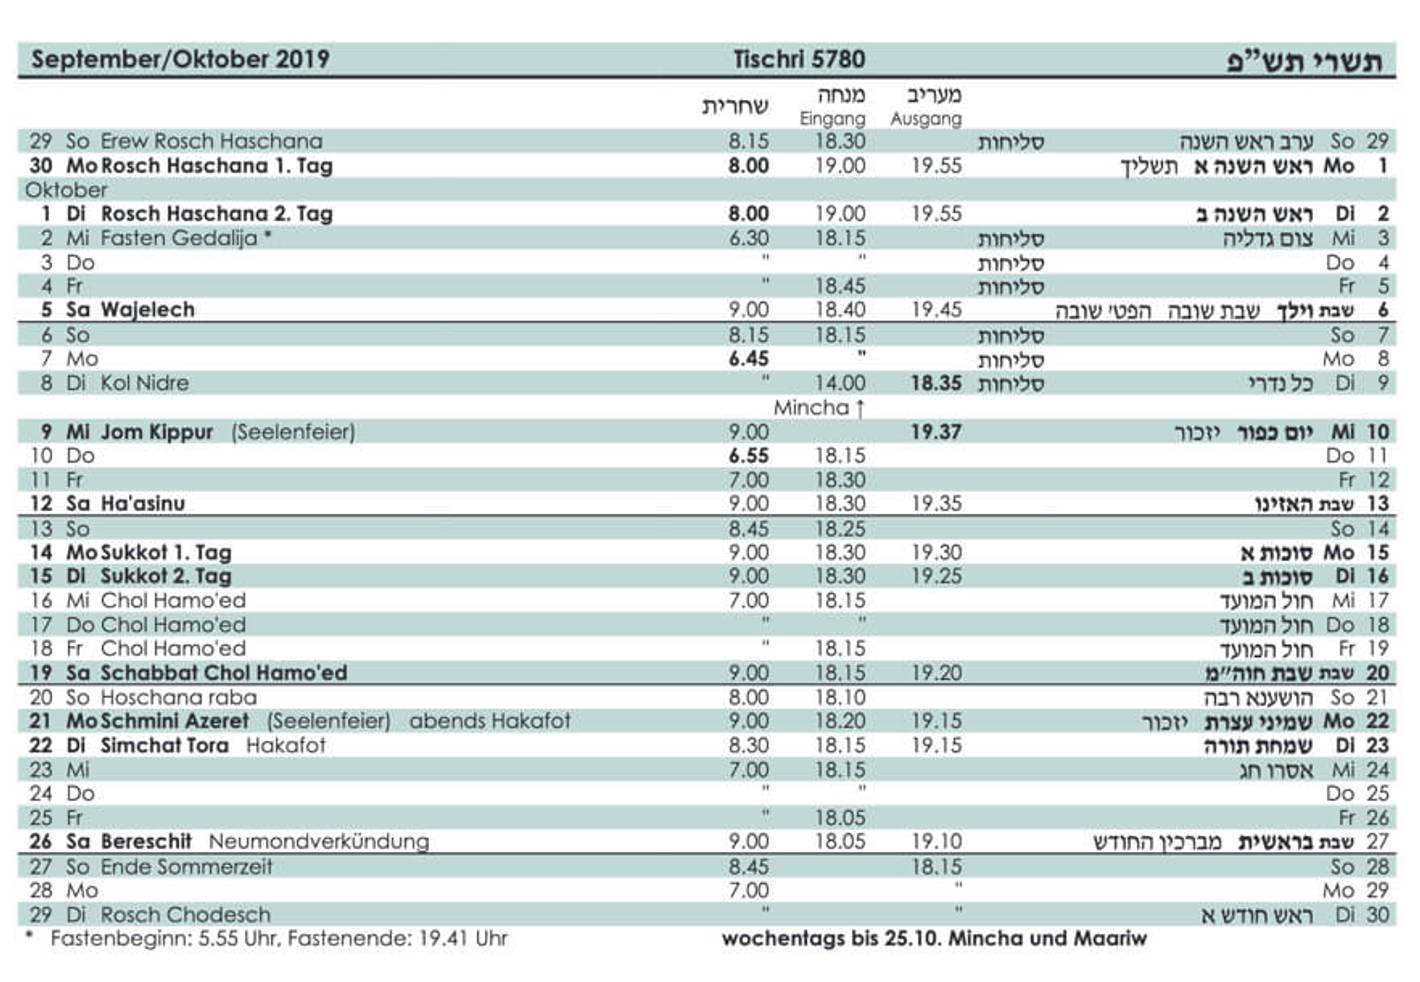 September/Oktober 2019 Tischri 5780 תשרי תש״פ
שחרית מנחה מעריב
Eingang Ausgang
29 So Erew Rosch Haschana 8.15 18.30 סליחות ערב ראש השנה So 29
30 Mo Rosch Haschana 1. Tag 8.00 19.00 19.55 תשליך ראש השנה א Mo 1
Oktober
1 Di Rosch Haschana 2. Tag 8.00 19.00 19.55 ראש השנה ב Di 2
2 Mi Fasten Gedalija * 6.30 18.15 סליחות צום גדליה Mi 3
3 Do " " סליחות Do 4
4 Fr " 18.45 סליחות Fr 5
5 Sa Wajelech 9.00 18.40 19.45 שבת וילך שבת שובה הפט׳ שובה 6
6 So 8.15 18.15 סליחות So 7
7 Mo 6.45 " סליחות Mo 8
8 Di Kol Nidre " 14.00 18.35 סליחות כל נדרי Di 9
Mincha ↑
9 Mi Jom Kippur (Seelenfeier) 9.00 19.37 יום כפור יזכור Mi 10
10 Do 6.55 18.15 Do 11
11 Fr 7.00 18.30 Fr 12
12 Sa Ha'asinu 9.00 18.30 19.35 שבת האזינו 13
13 So 8.45 18.25 So 14
14 Mo Sukkot 1. Tag 9.00 18.30 19.30 סוכות א Mo 15
15 Di Sukkot 2. Tag 9.00 18.30 19.25 סוכות ב Di 16
16 Mi Chol Hamo'ed 7.00 18.15 חול המועד Mi 17
17 Do Chol Hamo'ed " " חול המועד Do 18
18 Fr Chol Hamo'ed " 18.15 חול המועד Fr 19
19 Sa Schabbat Chol Hamo'ed 9.00 18.15 19.20 שבת שבת חוה״מ 20
20 So Hoschana raba 8.00 18.10 הושענא רבה So 21
21 Mo Schmini Azeret (Seelenfeier) abends Hakafot 9.00 18.20 19.15 שמיני עצרת יזכור Mo 22
22 Di Simchat Tora Hakafot 8.30 18.15 19.15 שמחת תורה Di 23
23 Mi 7.00 18.15 אסרו חג Mi 24
24 Do " " Do 25
25 Fr " 18.05 Fr 26
26 Sa Bereschit Neumondverkündung 9.00 18.05 19.10 שבת בראשית מברכין החודש 27
27 So Ende Sommerzeit 8.45 18.15 So 28
28 Mo 7.00 " Mo 29
29 Di Rosch Chodesch " " ראש חודש א Di 30
* Fastenbeginn: 5.55 Uhr, Fastenende: 19.41 Uhr wochentags bis 25.10. Mincha und Maariw